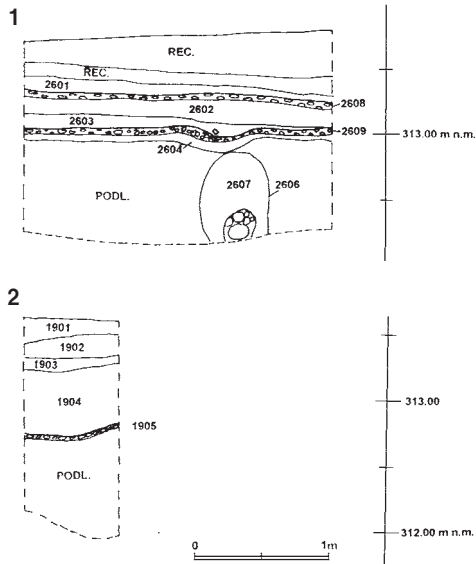 1
REC.
REC.
2601
2602
2608
2603
2609
313.00 m n.m.
2604
2607
2606
PODL.
2
1901
1902
1903
313.00
1904
1905
PODL.
312.00 m n.m.
0
1m